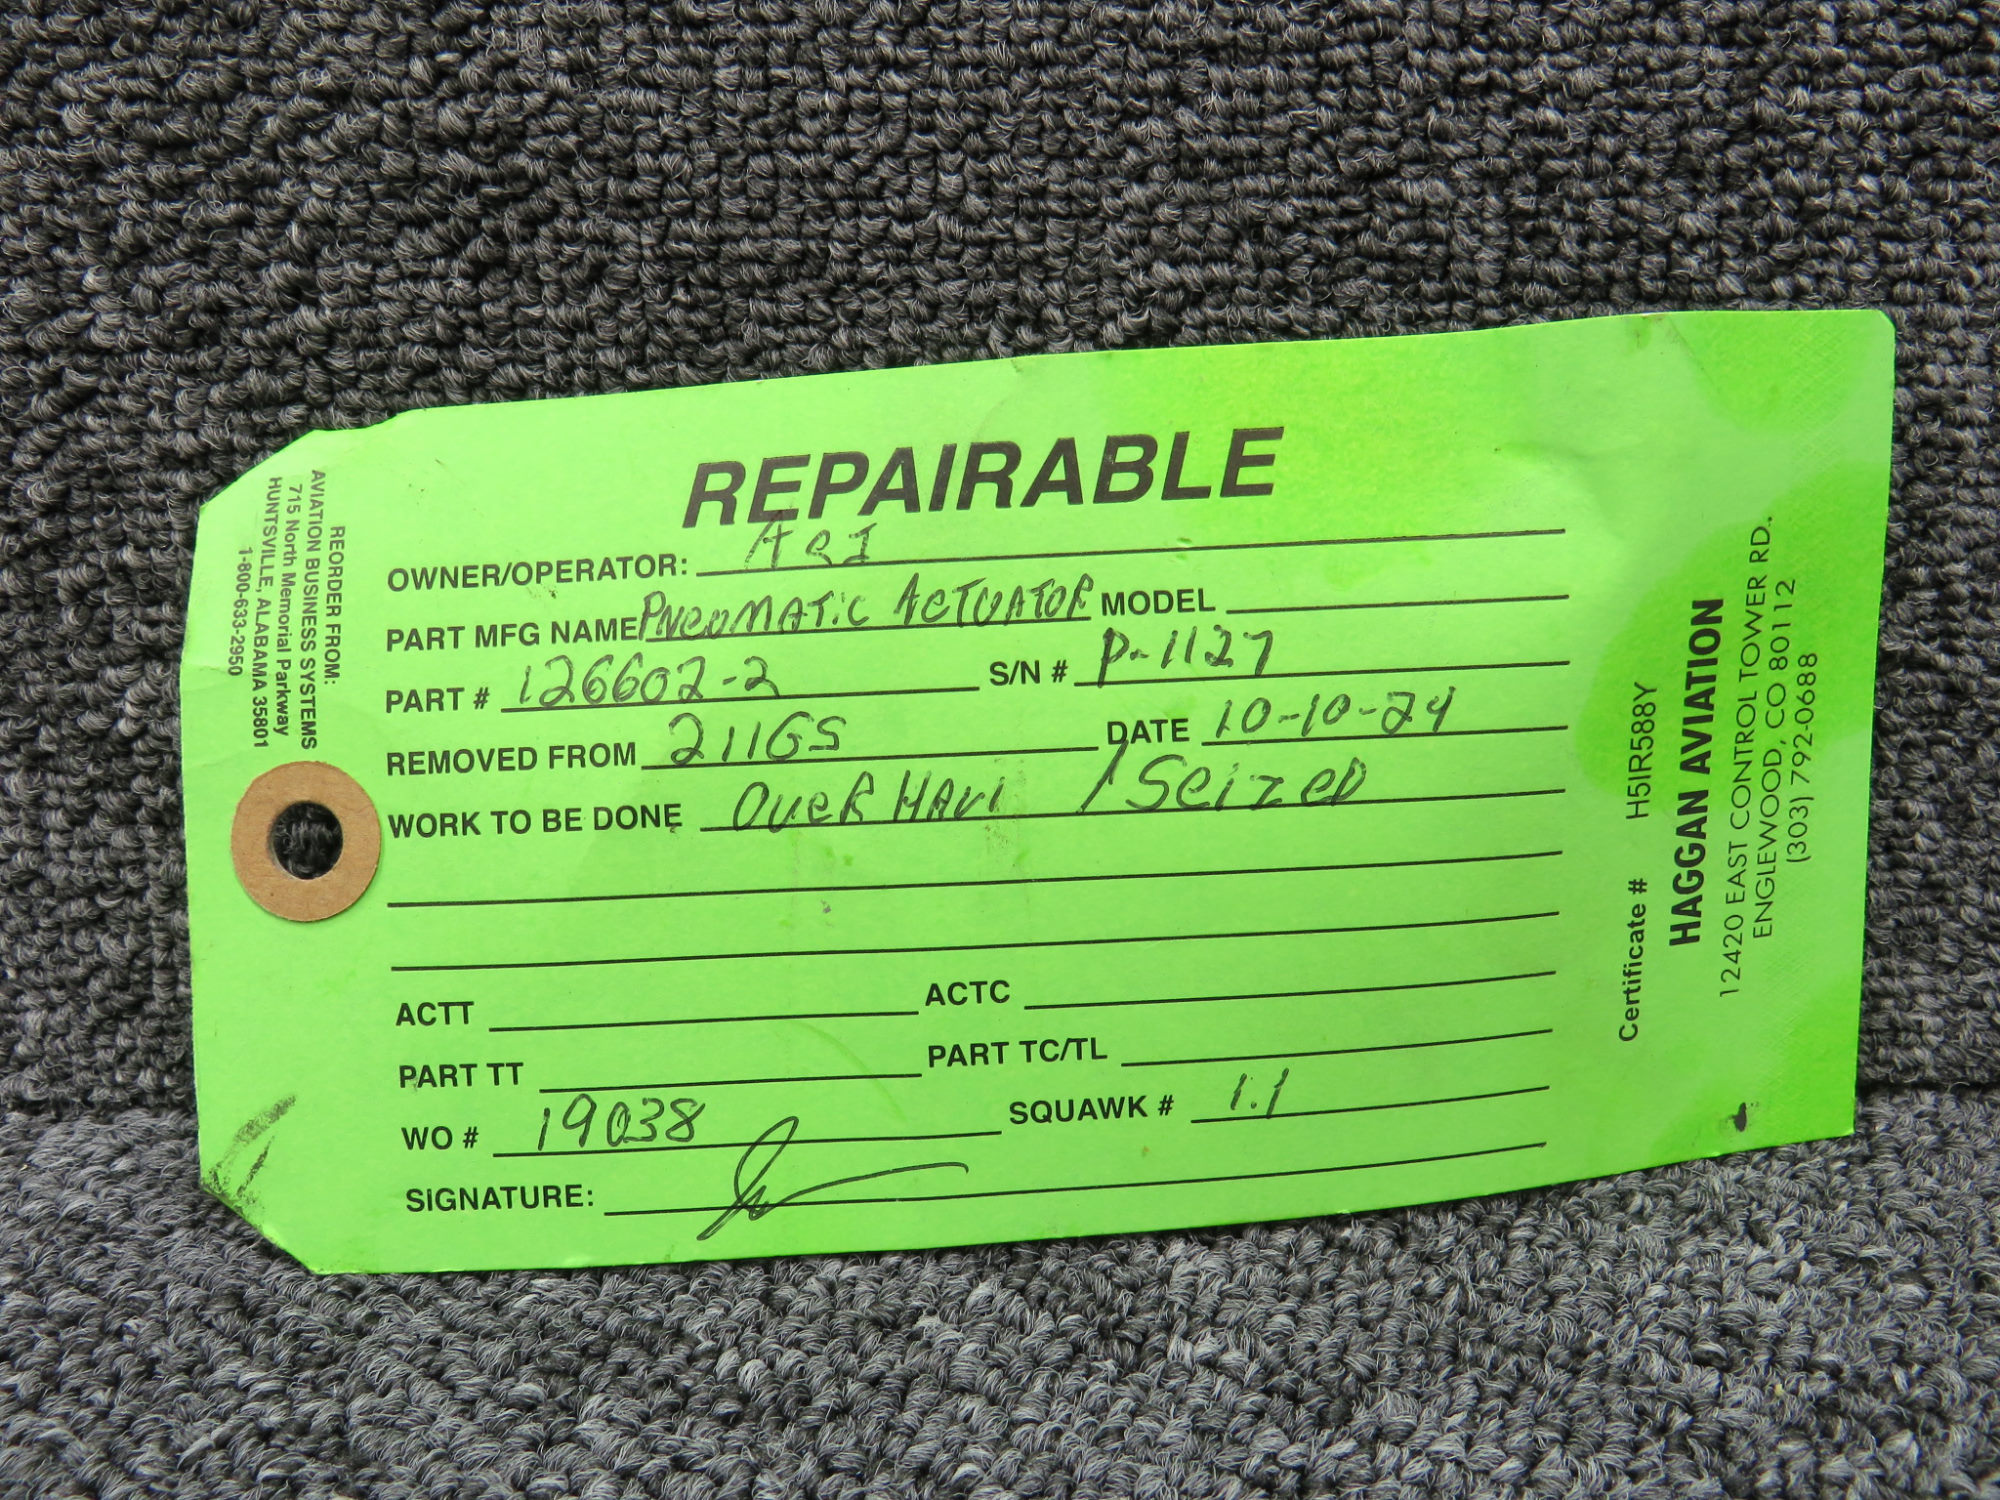 REPAIRABLE
OWNER/OPERATOR: AeI
PART MFG NAME PNEUMATIC ACTUATOR MODEL
PART # 126602-2 S/N # P-1127
REMOVED FROM 211GS DATE 10-10-24
WORK TO BE DONE OVERHAUl / SeizeD
ACTT ACTC
PART TT PART TC/TL
WO # 19038 SQUAWK # 1.1
SIGNATURE:
REORDER FROM:
AVIATION BUSINESS SYSTEMS
715 North Memorial Parkway
HUNTSVILLE, ALABAMA 35801
1-800-633-2950
Certificate # H5IR588Y
HAGGAN AVIATION
12420 EAST CONTROL TOWER RD.
ENGLEWOOD, CO 80112
(303) 792-0688